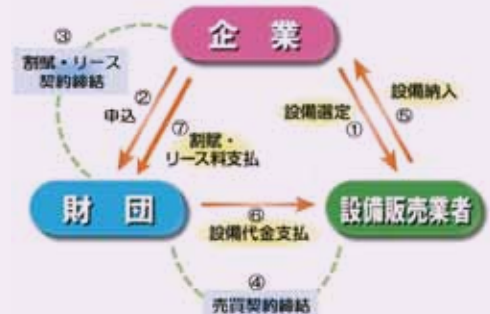 企業
③
割賦・リース
契約締結
②
申込
⑦
割賦・
リース料支払
設備選定
①
設備納入
⑤
財団
⑥
設備代金支払
設備販売業者
④
売買契約締結